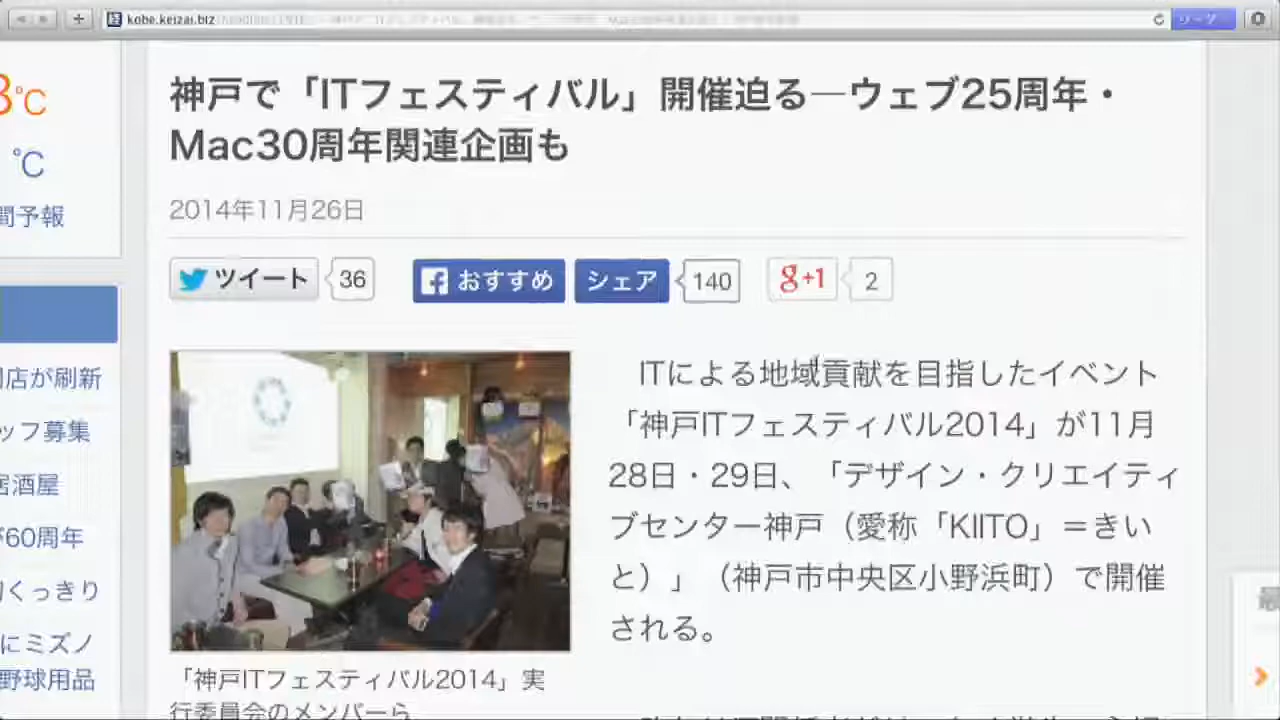 kobe.keizai.biz
リーダー
℃
℃
間予報
神戸で「ITフェスティバル」開催迫る―ウェブ25周年・
Mac30周年関連企画も
2014年11月26日
ツイート 36 おすすめ シェア 140 g+1 2
店が刷新
ッフ募集
居酒屋
60周年
くっきり
にミズノ
野球用品
ITによる地域貢献を目指したイベント
「神戸ITフェスティバル2014」が11月
28日・29日、「デザイン・クリエイティ
ブセンター神戸（愛称「KIITO」＝きい
と）」（神戸市中央区小野浜町）で開催
される。
「神戸ITフェスティバル2014」実
行委員会のメンバーら